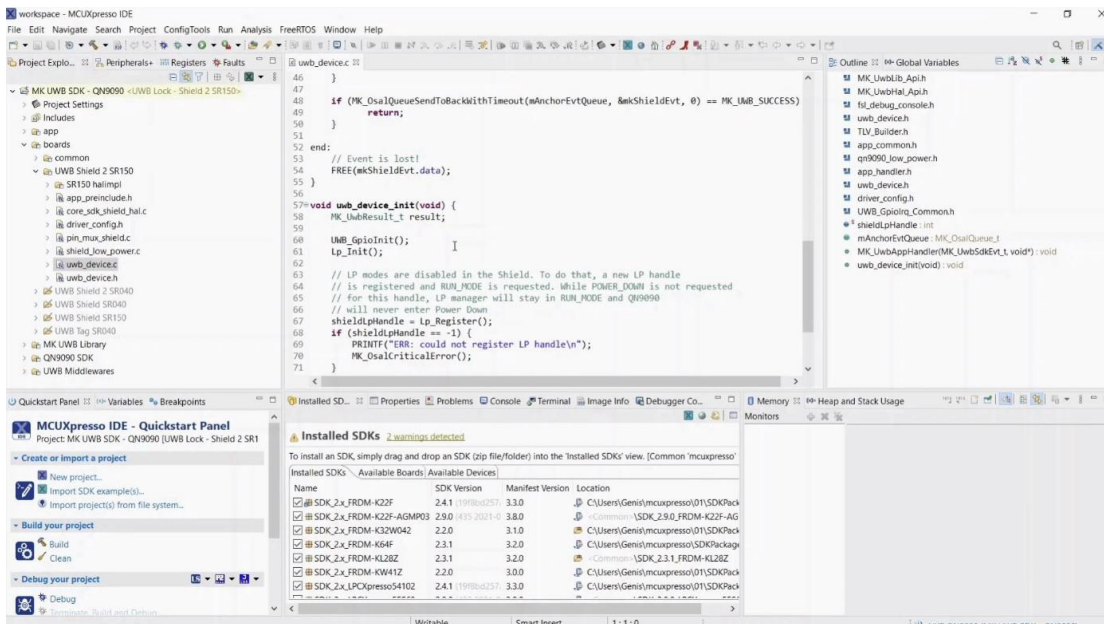 workspace - MCUXpresso IDE
File Edit Navigate Search Project ConfigTools Run Analysis FreeRTOS Window Help
Project Explo...
Peripherals+
Registers
Faults
MK UWB SDK - QN9090 <UWB Lock - Shield 2 SR150>
Project Settings
Includes
app
boards
common
UWB Shield 2 SR150
SR150 halimpl
app_preinclude.h
core_sdk_shield_hal.c
driver_config.h
pin_mux_shield.c
shield_low_power.c
uwb_device.c
uwb_device.h
UWB Shield 2 SR040
UWB Shield SR040
UWB Shield SR150
UWB Tag SR040
MK UWB Library
QN9090 SDK
UWB Middlewares
uwb_device.c
46 }
47
48 if (MK_OsalQueueSendToBackWithTimeout(mAnchorEvtQueue, &mkShieldEvt, 0) == MK_UWB_SUCCESS)
49 return;
50 }
51
52 end:
53 // Event is lost!
54 FREE(mkShieldEvt.data);
55 }
56
57 void uwb_device_init(void) {
58 MK_UwbResult_t result;
59
60 UWB_GpioInit();
61 Lp_Init();
62
63 // LP modes are disabled in the Shield. To do that, a new LP handle
64 // is registered and RUN_MODE is requested. While POWER_DOWN is not requested
65 // for this handle, LP manager will stay in RUN_MODE and QN9090
66 // will never enter Power Down
67 shieldLpHandle = Lp_Register();
68 if (shieldLpHandle == -1) {
69 PRINTF("ERR: could not register LP handle\n");
70 MK_OsalCriticalError();
71 }
Outline
Global Variables
MK_UwbLib_Api.h
MK_UwbHal_Api.h
fsl_debug_console.h
uwb_device.h
TLV_Builder.h
app_common.h
qn9090_low_power.h
app_handler.h
uwb_device.h
driver_config.h
UWB_GpioIrq_Common.h
shieldLpHandle : int
mAnchorEvtQueue : MK_OsalQueue_t
MK_UwbAppHandler(MK_UwbSdkEvt_t, void*) : void
uwb_device_init(void) : void
Quickstart Panel
Variables
Breakpoints
MCUXpresso IDE - Quickstart Panel
Project: MK UWB SDK - QN9090 [UWB Lock - Shield 2 SR1
Create or import a project
New project...
Import SDK example(s)...
Import project(s) from file system...
Build your project
Build
Clean
Debug your project
Debug
Terminate, Build and Debug
Installed SD...
Properties
Problems
Console
Terminal
Image Info
Debugger Co...
Installed SDKs 2 warnings detected
To install an SDK, simply drag and drop an SDK (zip file/folder) into the 'Installed SDKs' view. [Common 'mcuxpresso'
Installed SDKs Available Boards Available Devices
Name SDK Version Manifest Version Location
SDK_2.x_FRDM-K22F 2.4.1 3.3.0 C:\Users\Genis\mcuxpresso\01\SDKPack
SDK_2.x_FRDM-K22F-AGMP03 2.9.0 (435 2021-0 3.8.0 <Common>\SDK_2.9.0_FRDM-K22F-AG
SDK_2.x_FRDM-K32W042 2.2.0 3.1.0 C:\Users\Genis\mcuxpresso\01\SDKPack
SDK_2.x_FRDM-K64F 2.3.1 3.2.0 C:\Users\Genis\mcuxpresso\SDKPackage
SDK_2.x_FRDM-KL28Z 2.3.1 3.2.0 <Common>\SDK_2.3.1_FRDM-KL28Z
SDK_2.x_FRDM-KW41Z 2.2.0 3.0.0 C:\Users\Genis\mcuxpresso\01\SDKPack
SDK_2.x_LPCXpresso54102 2.4.1 3.3.0 C:\Users\Genis\mcuxpresso\01\SDKPack
Memory
Heap and Stack Usage
Monitors
Writable
Smart Insert
1 : 1 : 0